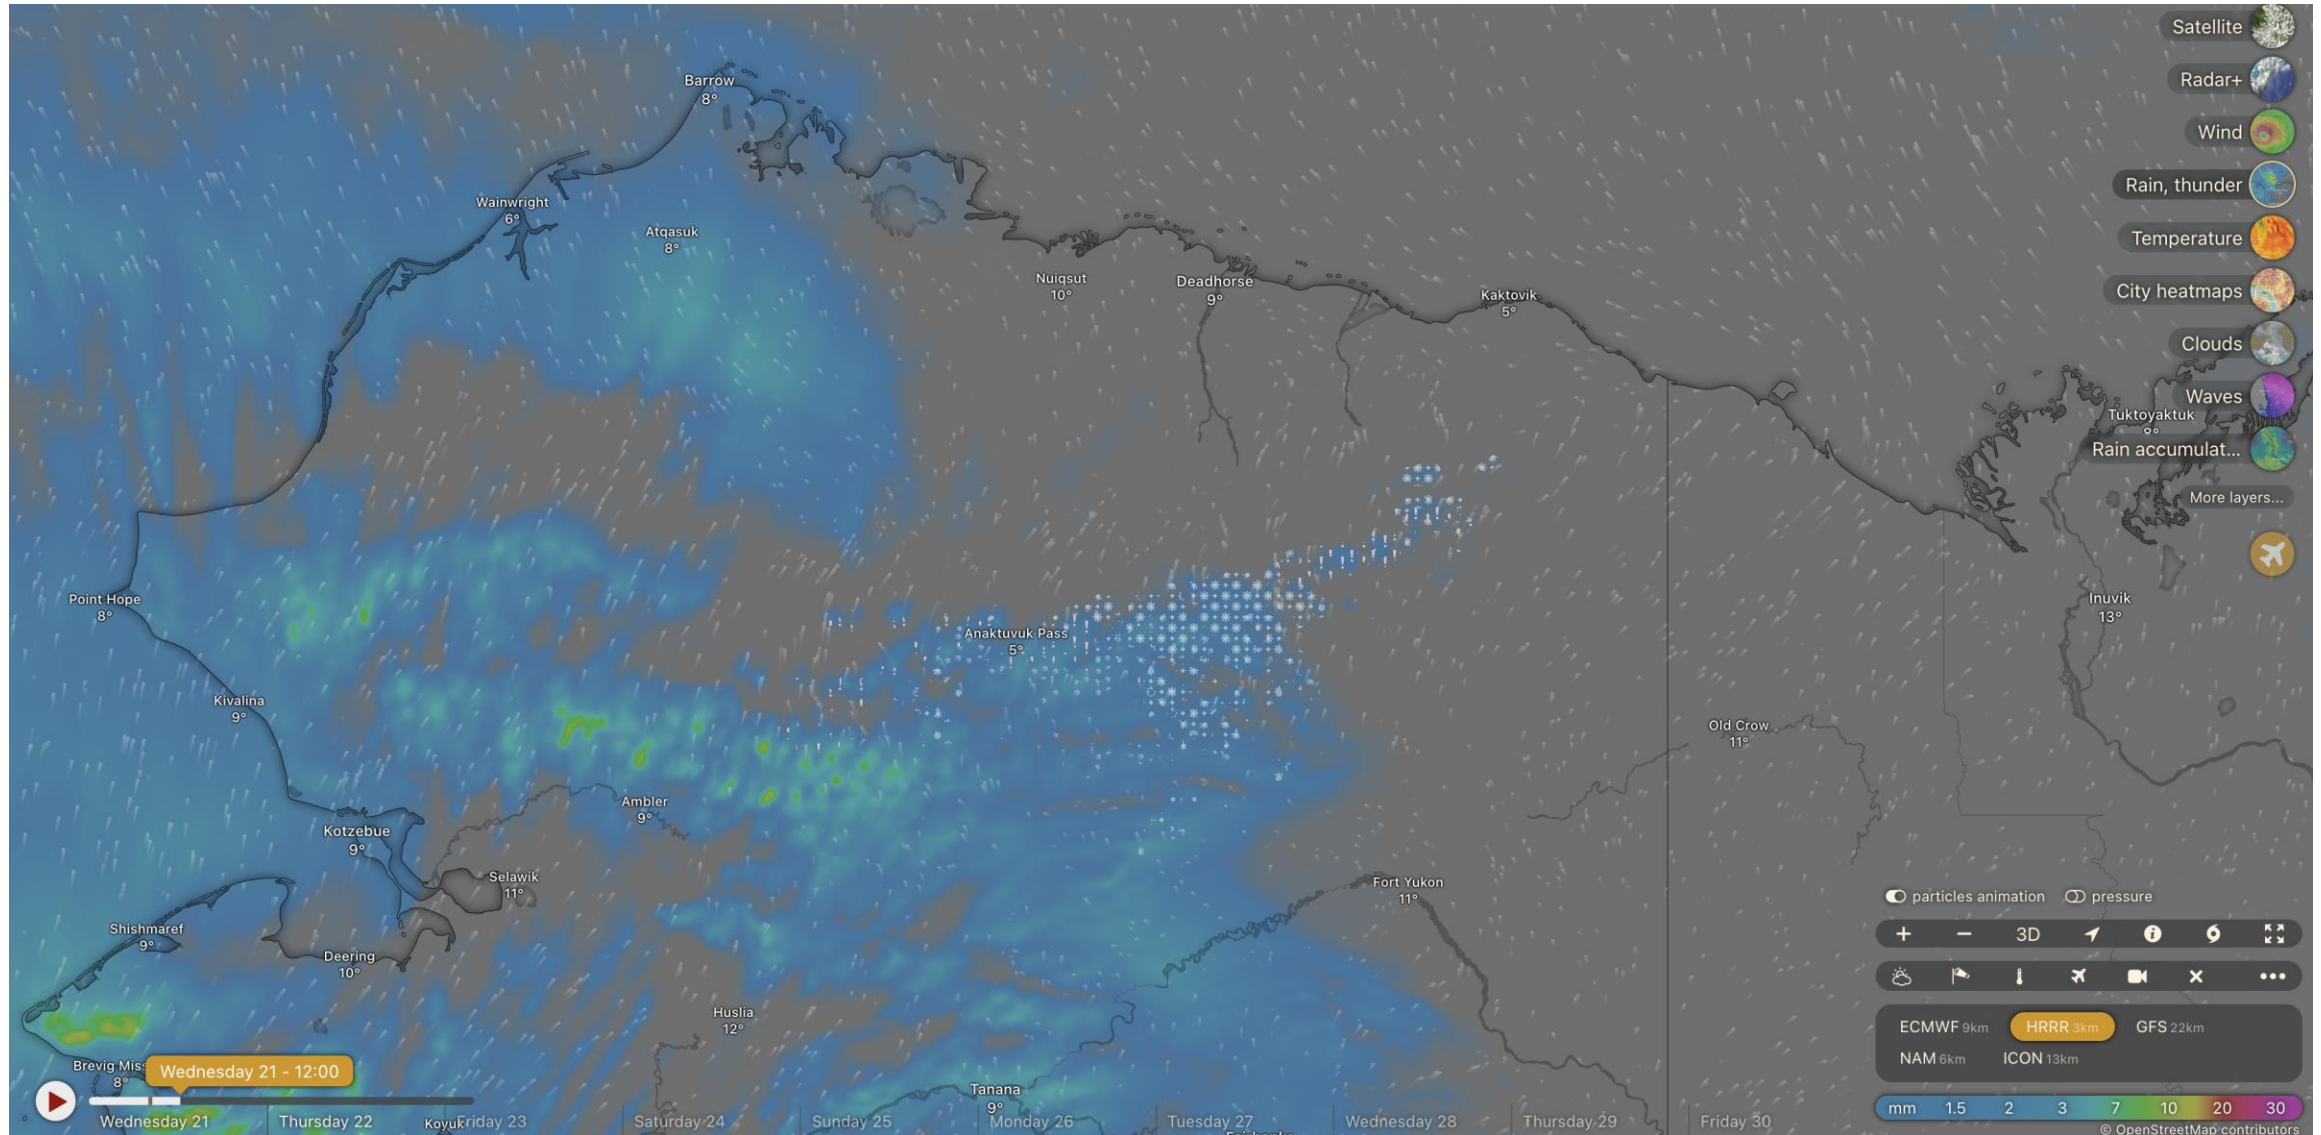 Satellite
Barrow
8°
Radar+
Wind
Rain, thunder
Wainwright
6°
Atqasuk
8°
Temperature
Nuiqsut
10°
Deadhorse
9°
Kaktovik
5°
City heatmaps
Clouds
Waves
Tuktoyaktuk
Rain accumulat...
More layers...
Point Hope
8°
Inuvik
13°
Anaktuvuk Pass
5°
Kivalina
9°
Old Crow
11°
Ambler
9°
Kotzebue
9°
Selawik
11°
Fort Yukon
11°
particles animation
pressure
Shishmaref
9°
3D
Deering
10°
Huslia
12°
ECMWF 9km
HRRR 3km
GFS 22km
NAM 6km
ICON 13km
Brevig Miss
8°
Wednesday 21 - 12:00
Tanana
9°
mm 1.5 2 3 7 10 20 30
Wednesday 21
Thursday 22
Koyuk
Friday 23
Saturday 24
Sunday 25
Monday 26
Tuesday 27
Wednesday 28
Thursday 29
Friday 30
© OpenStreetMap contributors